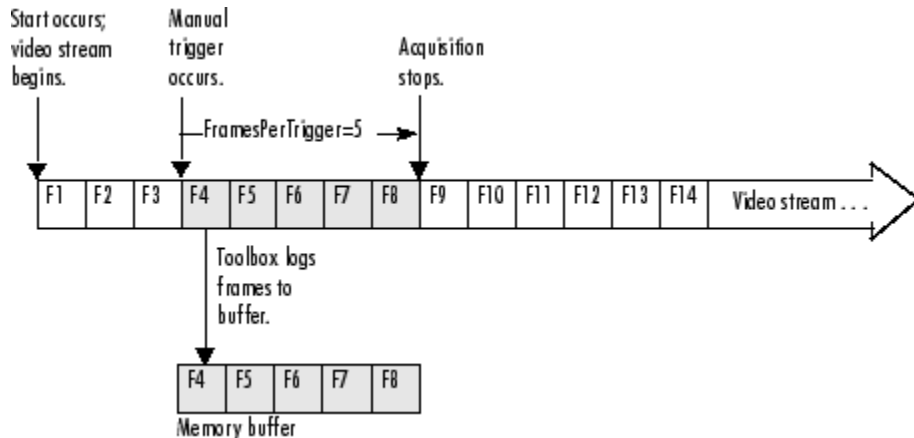 Start occurs;
video stream
begins.
Manual
trigger
occurs.
Acquisition
stops.
FramesPerTrigger=5
F1 F2 F3 F4 F5 F6 F7 F8 F9 F10 F11 F12 F13 F14 Video stream . . .
Toolbox logs
frames to
buffer.
F4 F5 F6 F7 F8
Memory buffer